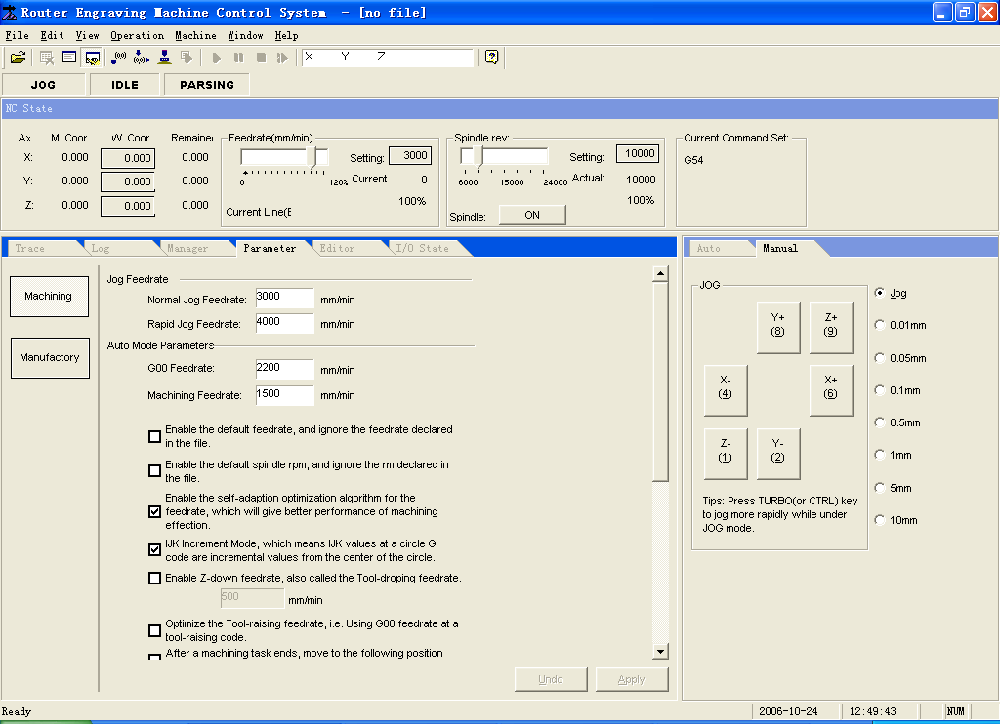 Router Engraving Machine Control System - [no file]
File Edit View Operation Machine Window Help
X Y Z
JOG IDLE PARSING
NC State
Ax M. Coor. W. Coor. Remaine
X: 0.000 0.000 0.000
Y: 0.000 0.000 0.000
Z: 0.000 0.000 0.000
Feedrate(mm/min)
Setting: 3000
0 120% Current 0
100%
Current Line(E
Spindle rev:
Setting: 10000
6000 15000 24000 Actual: 10000
100%
Spindle: ON
Current Command Set:
G54
Trace Log Manager Parameter Editor I/O State
Machining
Manufactory
Jog Feedrate
Normal Jog Feedrate: 3000 mm/min
Rapid Jog Feedrate: 4000 mm/min
Auto Mode Parameters
G00 Feedrate: 2200 mm/min
Machining Feedrate: 1500 mm/min
Enable the default feedrate, and ignore the feedrate declared
in the file.
Enable the default spindle rpm, and ignore the rm declared in
the file.
Enable the self-adaption optimization algorithm for the
feedrate, which will give better performance of machining
effection.
IJK Increment Mode, which means IJK values at a circle G
code are incremental values from the center of the circle.
Enable Z-down feedrate, also called the Tool-droping feedrate.
500 mm/min
Optimize the Tool-raising feedrate, i.e. Using G00 feedrate at a
tool-raising code.
After a machining task ends, move to the following position
Undo Apply
Auto Manual
JOG
Y+
(8)
Z+
(9)
X-
(4)
X+
(6)
Z-
(1)
Y-
(2)
Tips: Press TURBO(or CTRL) key
to jog more rapidly while under
JOG mode.
Jog
0.01mm
0.05mm
0.1mm
0.5mm
1mm
5mm
10mm
Ready 2006-10-24 12:49:43 NUM